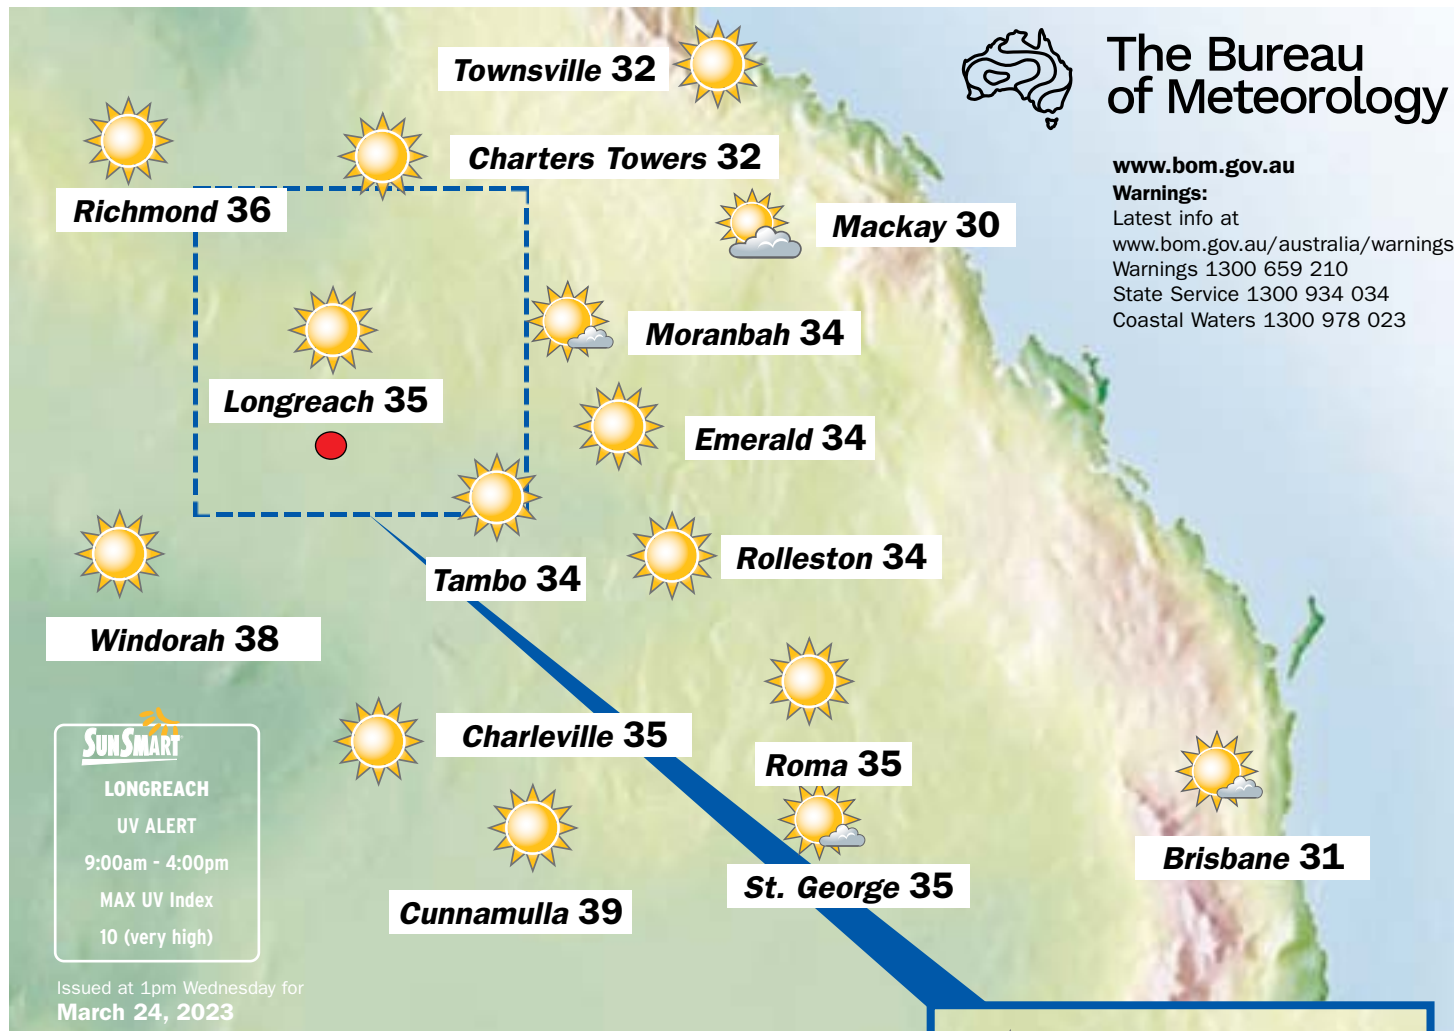 Townsville 32
The Bureau
of Meteorology
Charters Towers 32
www.bom.gov.au
Warnings:
Latest info at
www.bom.gov.au/australia/warnings
Warnings 1300 659 210
State Service 1300 934 034
Coastal Waters 1300 978 023
Richmond 36
Mackay 30
Moranbah 34
Longreach 35
Emerald 34
Rolleston 34
Tambo 34
Windorah 38
Charleville 35
Roma 35
Brisbane 31
St. George 35
Cunnamulla 39
SUNSMART
LONGREACH
UV ALERT
9:00am - 4:00pm
MAX UV Index
10 (very high)
Issued at 1pm Wednesday for
March 24, 2023